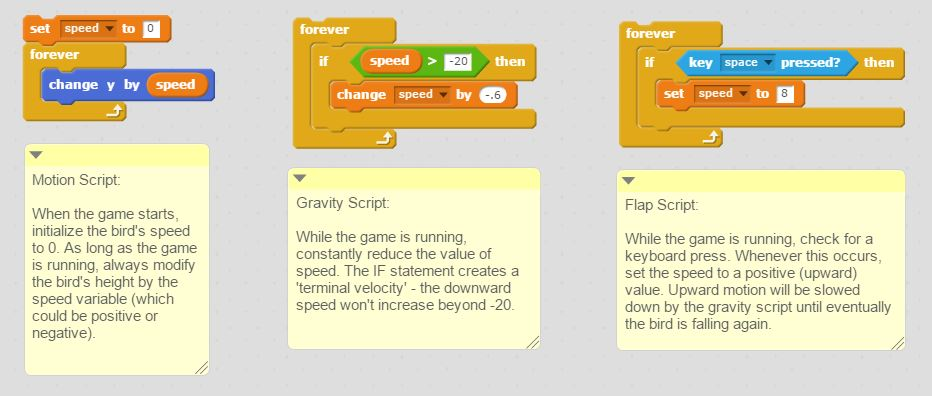 set speed to 0
forever
change y by speed
Motion Script:
When the game starts,
initialize the bird's speed
to 0. As long as the game
is running, always modify
the bird's height by the
speed variable (which
could be positive or
negative).
forever
if speed > -20 then
change speed by -.6
Gravity Script:
While the game is running,
constantly reduce the value of
speed. The IF statement creates a
'terminal velocity' - the downward
speed won't increase beyond -20.
forever
if key space pressed? then
set speed to 8
Flap Script:
While the game is running, check for a
keyboard press. Whenever this occurs,
set the speed to a positive (upward)
value. Upward motion will be slowed
down by the gravity script until eventually
the bird is falling again.